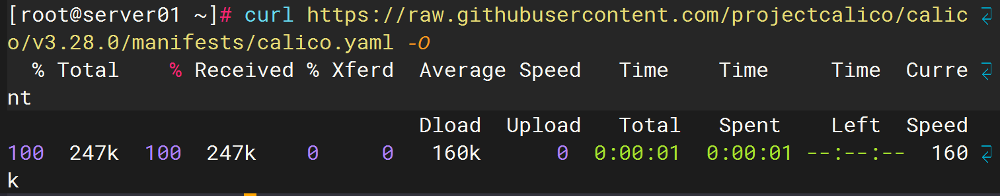 [root@server01 ~]# curl https://raw.githubusercontent.com/projectcalico/calic
o/v3.28.0/manifests/calico.yaml -O
% Total % Received % Xferd Average Speed Time Time Time Curre
nt
Dload Upload Total Spent Left Speed
100 247k 100 247k 0 0 160k 0 0:00:01 0:00:01 --:--:-- 160
k